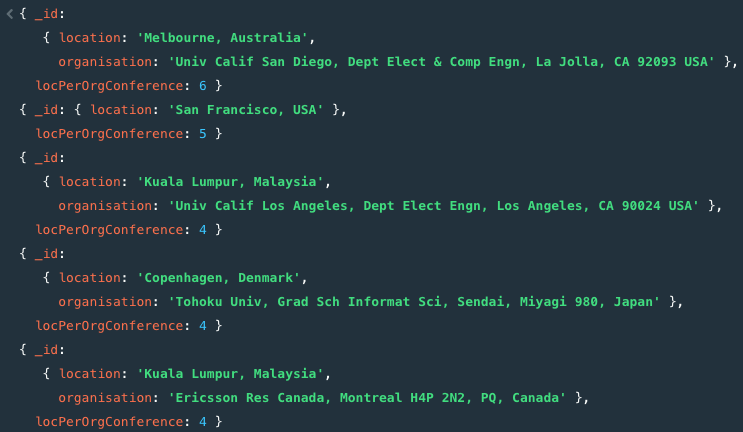 { _id:
{ location: 'Melbourne, Australia',
organisation: 'Univ Calif San Diego, Dept Elect & Comp Engn, La Jolla, CA 92093 USA' },
locPerOrgConference: 6 }
{ _id: { location: 'San Francisco, USA' },
locPerOrgConference: 5 }
{ _id:
{ location: 'Kuala Lumpur, Malaysia',
organisation: 'Univ Calif Los Angeles, Dept Elect Engn, Los Angeles, CA 90024 USA' },
locPerOrgConference: 4 }
{ _id:
{ location: 'Copenhagen, Denmark',
organisation: 'Tohoku Univ, Grad Sch Informat Sci, Sendai, Miyagi 980, Japan' },
locPerOrgConference: 4 }
{ _id:
{ location: 'Kuala Lumpur, Malaysia',
organisation: 'Ericsson Res Canada, Montreal H4P 2N2, PQ, Canada' },
locPerOrgConference: 4 }